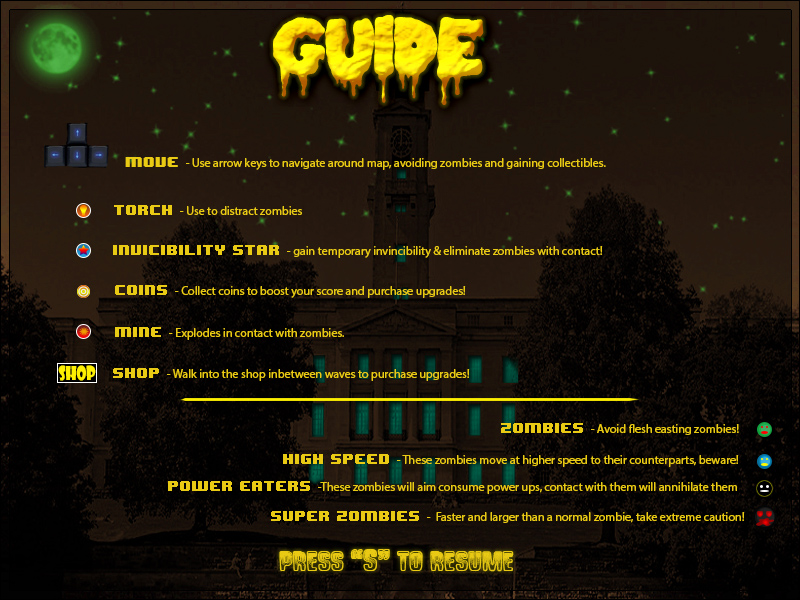 GUIDE
MOVE - Use arrow keys to navigate around map, avoiding zombies and gaining collectibles.
TORCH - Use to distract zombies
INVICIBILITY STAR - gain temporary invincibility & eliminate zombies with contact!
COINS - Collect coins to boost your score and purchase upgrades!
MINE - Explodes in contact with zombies.
SHOP SHOP - Walk into the shop inbetween waves to purchase upgrades!
ZOMBIES - Avoid flesh easting zombies!
HIGH SPEED - These zombies move at higher speed to their counterparts, beware!
POWER EATERS -These zombies will aim consume power ups, contact with them will annihilate them
SUPER ZOMBIES - Faster and larger than a normal zombie, take extreme caution!
PRESS "S" TO RESUME